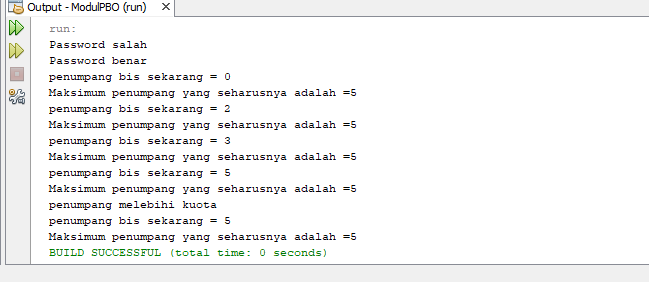 Output - ModulPBO (run)
run:
Password salah
Password benar
penumpang bis sekarang = 0
Maksimum penumpang yang seharusnya adalah =5
penumpang bis sekarang = 2
Maksimum penumpang yang seharusnya adalah =5
penumpang bis sekarang = 3
Maksimum penumpang yang seharusnya adalah =5
penumpang bis sekarang = 5
Maksimum penumpang yang seharusnya adalah =5
penumpang melebihi kuota
penumpang bis sekarang = 5
Maksimum penumpang yang seharusnya adalah =5
BUILD SUCCESSFUL (total time: 0 seconds)